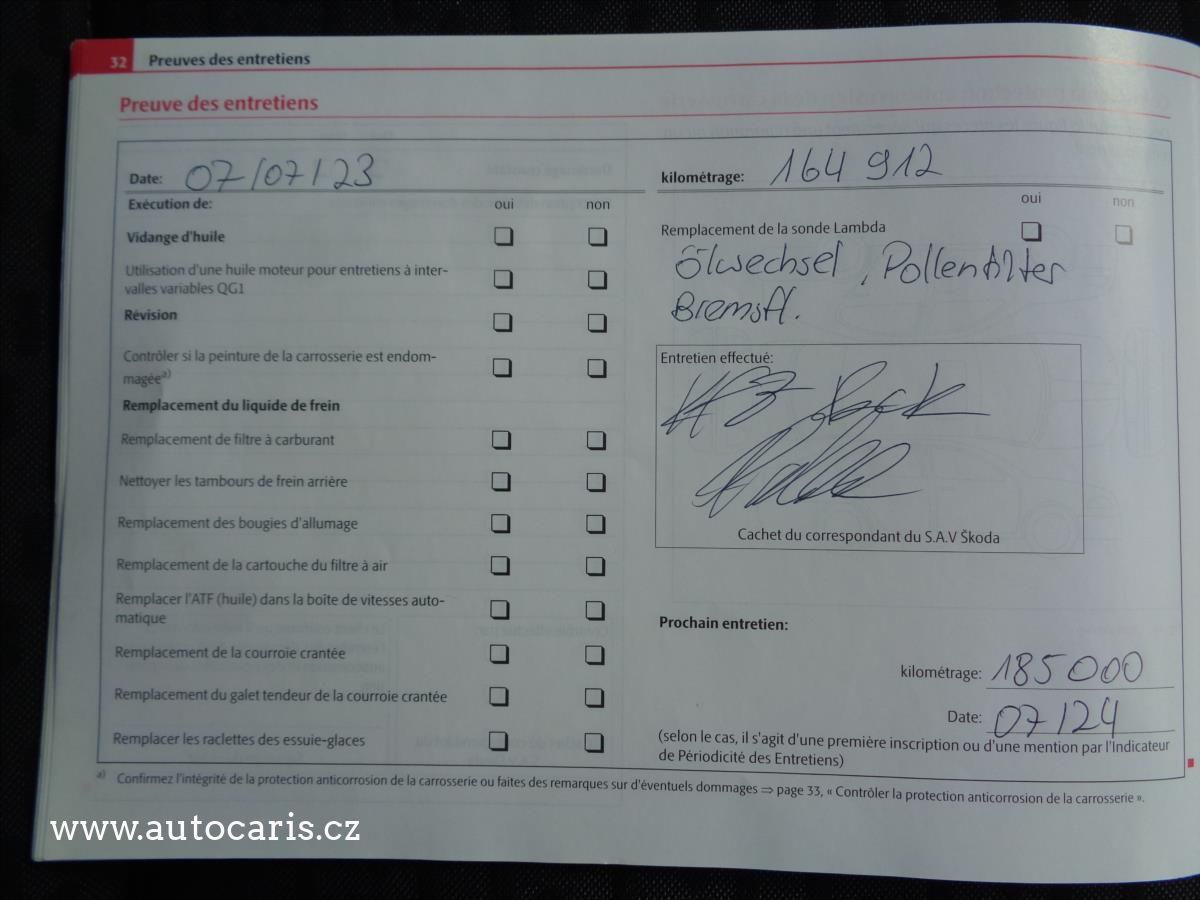 32 Preuves des entretiens
Preuve des entretiens
Date: 07/07/23
Exécution de: oui non
Vidange d'huile
Utilisation d'une huile moteur pour entretiens à inter-
valles variables QG1
Révision
Contrôler si la peinture de la carrosserie est endom-
magée a)
Remplacement du liquide de frein
Remplacement de filtre à carburant
Nettoyer les tambours de frein arrière
Remplacement des bougies d'allumage
Remplacement de la cartouche du filtre à air
Remplacer l'ATF (huile) dans la boîte de vitesses auto-
matique
Remplacement de la courroie crantée
Remplacement du galet tendeur de la courroie crantée
Remplacer les raclettes des essuie-glaces
kilométrage: 164 912
oui non
Remplacement de la sonde Lambda
Ölwechsel, Pollenfilter
Bremsfl.
Entretien effectué:
Cachet du correspondant du S.A.V Škoda
Prochain entretien:
kilométrage: 185000
Date: 07/24
(selon le cas, il s'agit d'une première inscription ou d'une mention par l'Indicateur
de Périodicité des Entretiens)
a) Confirmez l'intégrité de la protection anticorrosion de la carrosserie ou faites des remarques sur d'éventuels dommages ⇒ page 33, « Contrôler la protection anticorrosion de la carrosserie ».
www.autocaris.cz